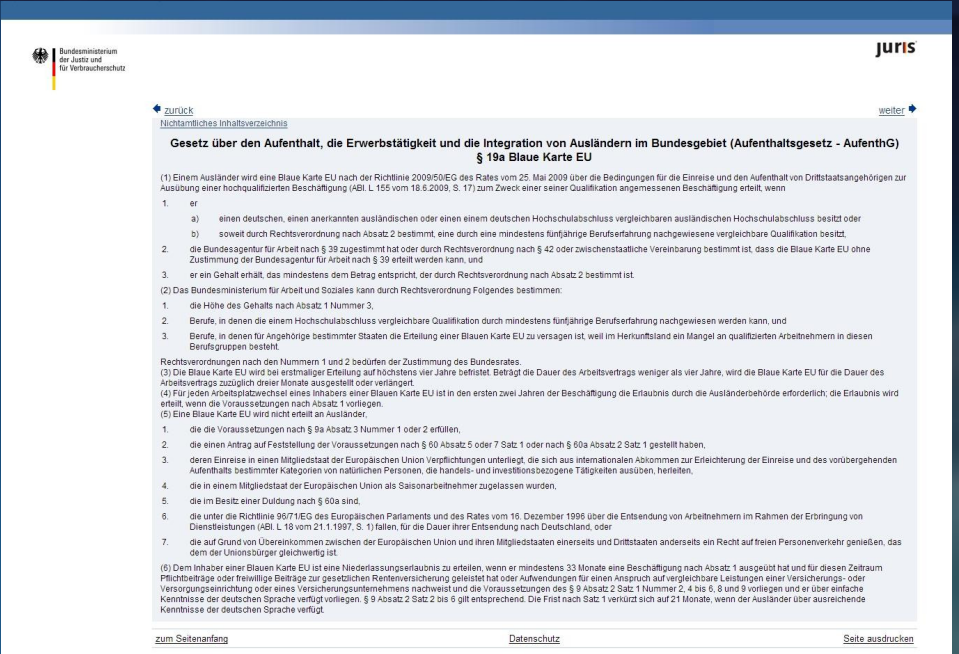 Bundesministerium
der Justiz und
für Verbraucherschutz
juris
zurück
weiter
Nichtamtliches Inhaltsverzeichnis
Gesetz über den Aufenthalt, die Erwerbstätigkeit und die Integration von Ausländern im Bundesgebiet (Aufenthaltsgesetz - AufenthG)
§ 19a Blaue Karte EU
(1) Einem Ausländer wird eine Blaue Karte EU nach der Richtlinie 2009/50/EG des Rates vom 25. Mai 2009 über die Bedingungen für die Einreise und den Aufenthalt von Drittstaatsangehörigen zur
Ausübung einer hochqualifizierten Beschäftigung (ABl. L 155 vom 18.6.2009, S. 17) zum Zweck einer seiner Qualifikation angemessenen Beschäftigung erteilt, wenn
1. er
a) einen deutschen, einen anerkannten ausländischen oder einen einem deutschen Hochschulabschluss vergleichbaren ausländischen Hochschulabschluss besitzt oder
b) soweit durch Rechtsverordnung nach Absatz 2 bestimmt, eine durch eine mindestens fünfjährige Berufserfahrung nachgewiesene vergleichbare Qualifikation besitzt,
2. die Bundesagentur für Arbeit nach § 39 zugestimmt hat oder durch Rechtsverordnung nach § 42 oder zwischenstaatliche Vereinbarung bestimmt ist, dass die Blaue Karte EU ohne
Zustimmung der Bundesagentur für Arbeit nach § 39 erteilt werden kann, und
3. er ein Gehalt erhält, das mindestens dem Betrag entspricht, der durch Rechtsverordnung nach Absatz 2 bestimmt ist.
(2) Das Bundesministerium für Arbeit und Soziales kann durch Rechtsverordnung Folgendes bestimmen:
1. die Höhe des Gehalts nach Absatz 1 Nummer 3,
2. Berufe, in denen die einem Hochschulabschluss vergleichbare Qualifikation durch mindestens fünfjährige Berufserfahrung nachgewiesen werden kann, und
3. Berufe, in denen für Angehörige bestimmter Staaten die Erteilung einer Blauen Karte EU zu versagen ist, weil im Herkunftsland ein Mangel an qualifizierten Arbeitnehmern in diesen
Berufsgruppen besteht.
Rechtsverordnungen nach den Nummern 1 und 2 bedürfen der Zustimmung des Bundesrates.
(3) Die Blaue Karte EU wird bei erstmaliger Erteilung auf höchstens vier Jahre befristet. Beträgt die Dauer des Arbeitsvertrags weniger als vier Jahre, wird die Blaue Karte EU für die Dauer des
Arbeitsvertrags zuzüglich dreier Monate ausgestellt oder verlängert.
(4) Für jeden Arbeitsplatzwechsel eines Inhabers einer Blauen Karte EU ist in den ersten zwei Jahren der Beschäftigung die Erlaubnis durch die Ausländerbehörde erforderlich; die Erlaubnis wird
erteilt, wenn die Voraussetzungen nach Absatz 1 vorliegen.
(5) Eine Blaue Karte EU wird nicht erteilt an Ausländer,
1. die die Voraussetzungen nach § 9a Absatz 3 Nummer 1 oder 2 erfüllen,
2. die einen Antrag auf Feststellung der Voraussetzungen nach § 60 Absatz 5 oder 7 Satz 1 oder nach § 60a Absatz 2 Satz 1 gestellt haben,
3. deren Einreise in einen Mitgliedstaat der Europäischen Union Verpflichtungen unterliegt, die sich aus internationalen Abkommen zur Erleichterung der Einreise und des vorübergehenden
Aufenthalts bestimmter Kategorien von natürlichen Personen, die handels- und investitionsbezogene Tätigkeiten ausüben, herleiten,
4. die in einem Mitgliedstaat der Europäischen Union als Saisonarbeitnehmer zugelassen wurden,
5. die im Besitz einer Duldung nach § 60a sind,
6. die unter die Richtlinie 96/71/EG des Europäischen Parlaments und des Rates vom 16. Dezember 1996 über die Entsendung von Arbeitnehmern im Rahmen der Erbringung von
Dienstleistungen (ABl. L 18 vom 21.1.1997, S. 1) fallen, für die Dauer ihrer Entsendung nach Deutschland, oder
7. die auf Grund von Übereinkommen zwischen der Europäischen Union und ihren Mitgliedstaaten einerseits und Drittstaaten anderseits ein Recht auf freien Personenverkehr genießen, das
dem der Unionsbürger gleichwertig ist.
(6) Dem Inhaber einer Blauen Karte EU ist eine Niederlassungserlaubnis zu erteilen, wenn er mindestens 33 Monate eine Beschäftigung nach Absatz 1 ausgeübt hat und für diesen Zeitraum
Pflichtbeiträge oder freiwillige Beiträge zur gesetzlichen Rentenversicherung geleistet hat oder Aufwendungen für einen Anspruch auf vergleichbare Leistungen einer Versicherungs- oder
Versorgungseinrichtung oder eines Versicherungsunternehmens nachweist und die Voraussetzungen des § 9 Absatz 2 Satz 1 Nummer 2, 4 bis 6, 8 und 9 vorliegen und er über einfache
Kenntnisse der deutschen Sprache verfügt vorliegen. § 9 Absatz 2 Satz 2 bis 6 gilt entsprechend. Die Frist nach Satz 1 verkürzt sich auf 21 Monate, wenn der Ausländer über ausreichende
Kenntnisse der deutschen Sprache verfügt.
zum Seitenanfang
Datenschutz
Seite ausdrucken